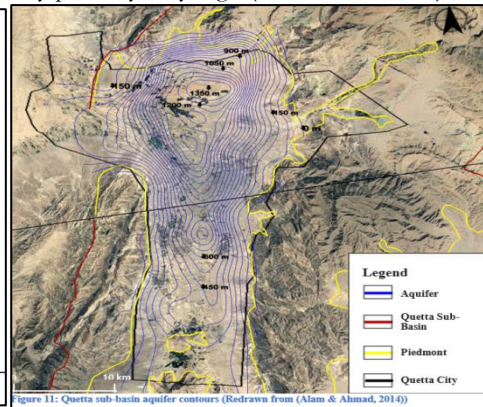 900 m
1050 m
150 m
1350 m
1200 m
150 m
0 m
600 m
450 m
Legend
Aquifer
Quetta Sub-
Basin
Piedmont
Quetta City
10 km
Figure 11: Quetta sub-basin aquifer contours (Redrawn from (Alam & Ahmad, 2014))